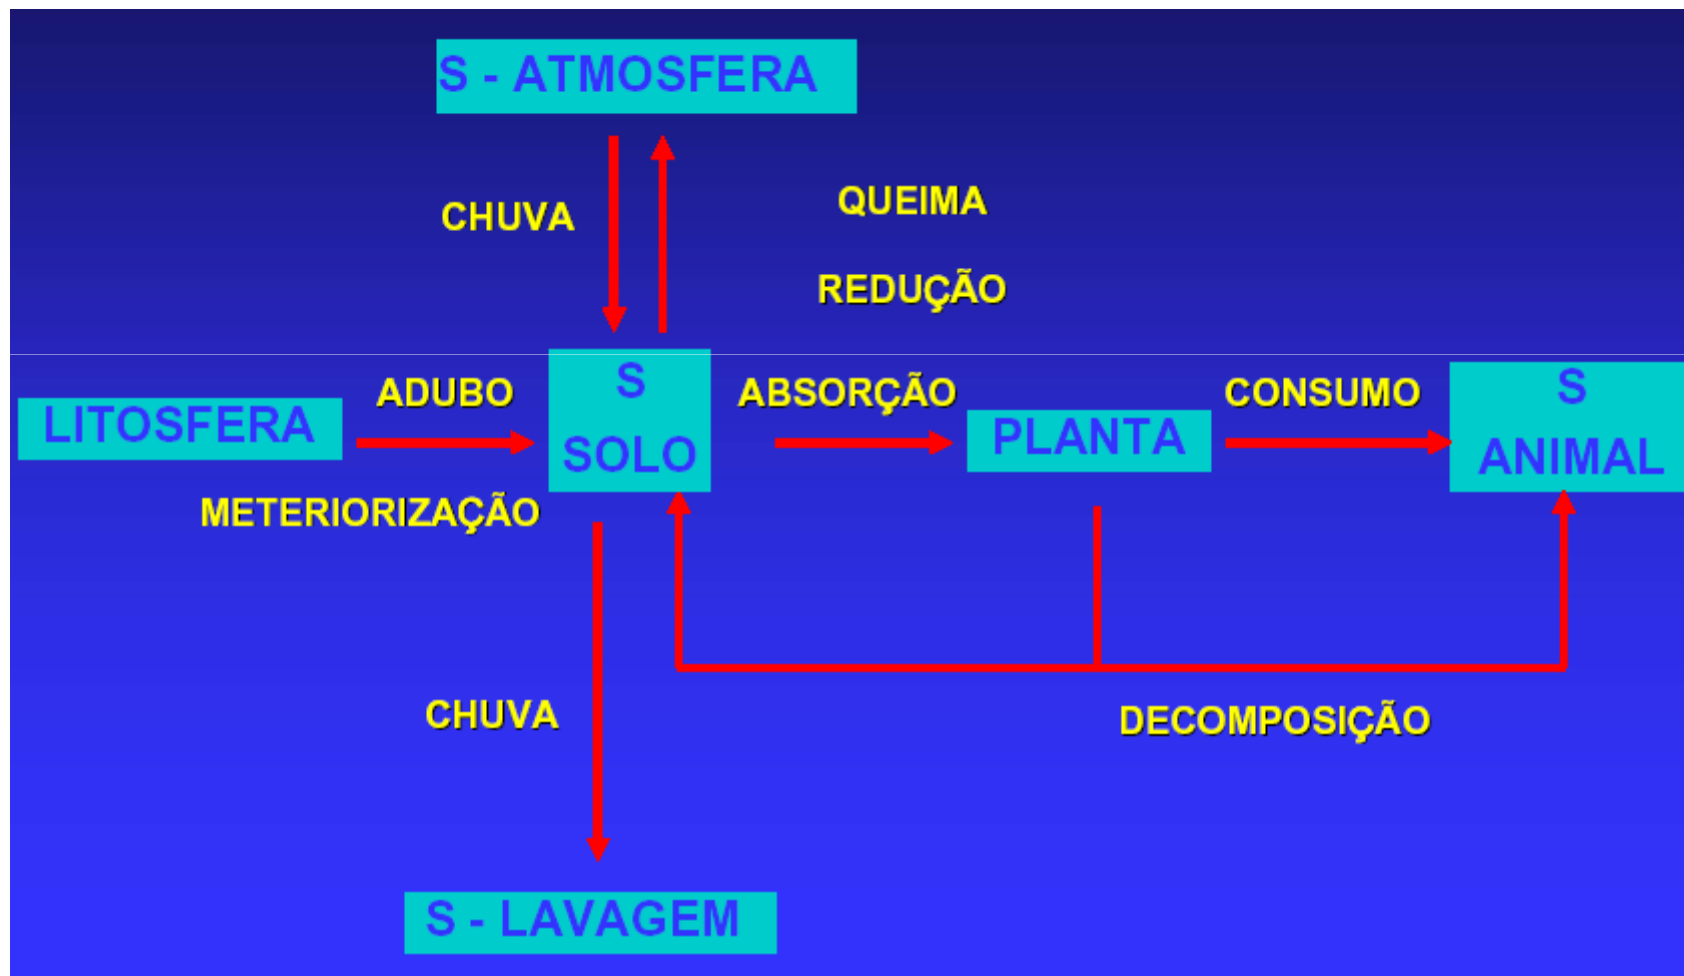 S - ATMOSFERA
CHUVA
QUEIMA
REDUÇÃO
LITOSFERA
ADUBO
METERIORIZAÇÃO
S
SOLO
ABSORÇÃO
PLANTA
CONSUMO
S
ANIMAL
CHUVA
DECOMPOSIÇÃO
S - LAVAGEM